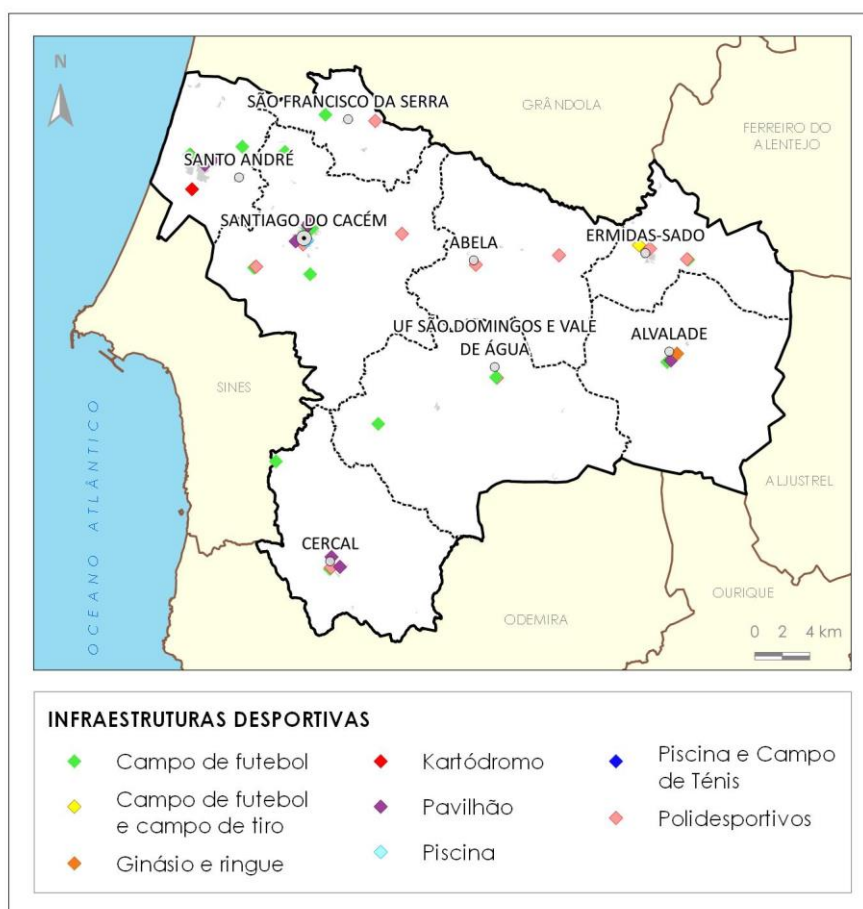 N
SÃO FRANCISCO DA SERRA
GRÂNDOLA
FERREIRO DO
ALENTEJO
SANTO ANDRÉ
SANTIAGO DO CACÉM
ABELA
ERMIDAS-SADO
UF SÃO DOMINGOS E VALE
DE ÁGUA
ALVALADE
SINES
OCEANO ATLÂNTICO
ALJUSTREL
CERCAL
OURIQUE
ODEMIRA
0 2 4 km
INFRAESTRUTURAS DESPORTIVAS
Campo de futebol
Campo de futebol
e campo de tiro
Ginásio e ringue
Kartódromo
Pavilhão
Piscina
Piscina e Campo
de Ténis
Polidesportivos